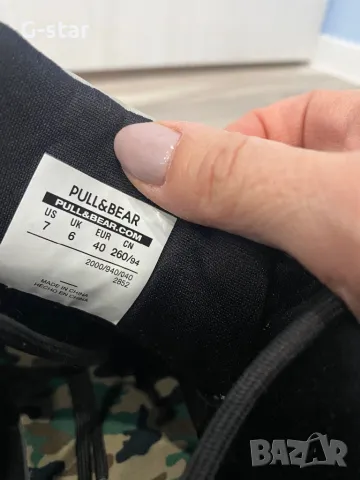 G-star
PULL&BEAR
PULL&BEAR.COM
US UK EUR CN
7 6 40 260/94
2000/940/040
2852
MADE IN CHINA
HECHO EN CHINA
BAZAR.BG